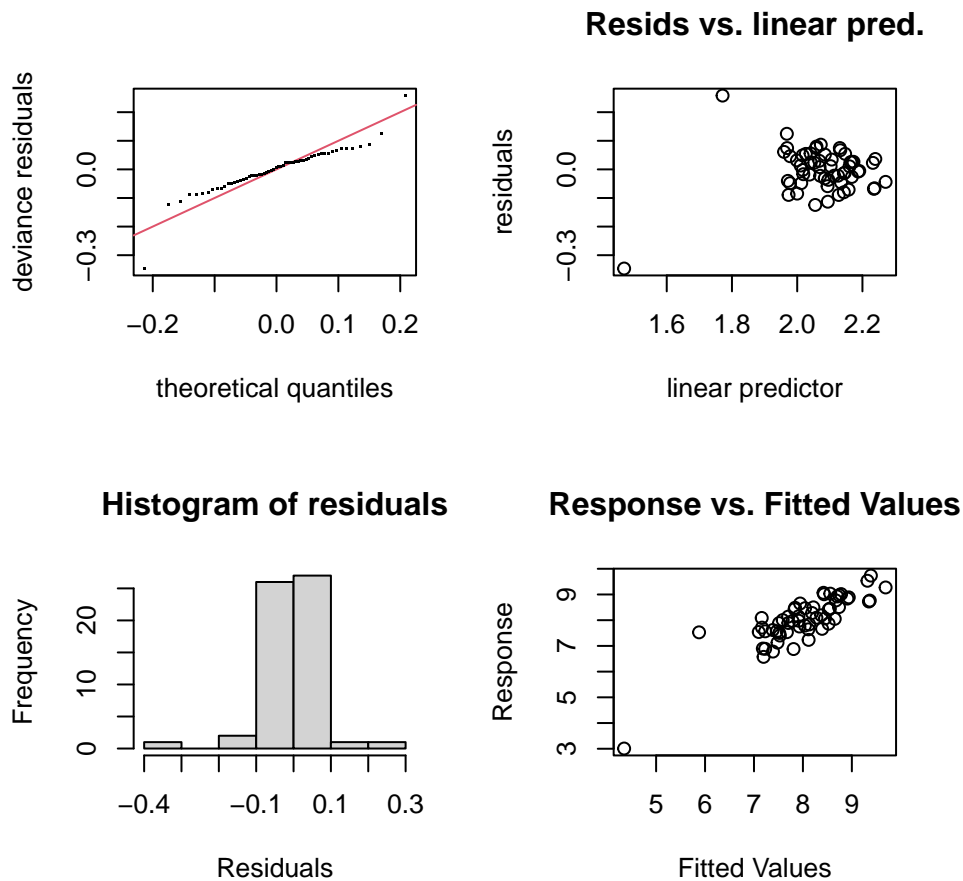 deviance residuals
0.0
−0.3
−0.2
0.0
0.1
0.2
theoretical quantiles
Resids vs. linear pred.
residuals
0.0
−0.3
1.6
1.8
2.0
2.2
linear predictor
Histogram of residuals
Frequency
20
10
0
−0.4
−0.1
0.1
0.3
Residuals
Response vs. Fitted Values
Response
9
7
5
3
5
6
7
8
9
Fitted Values